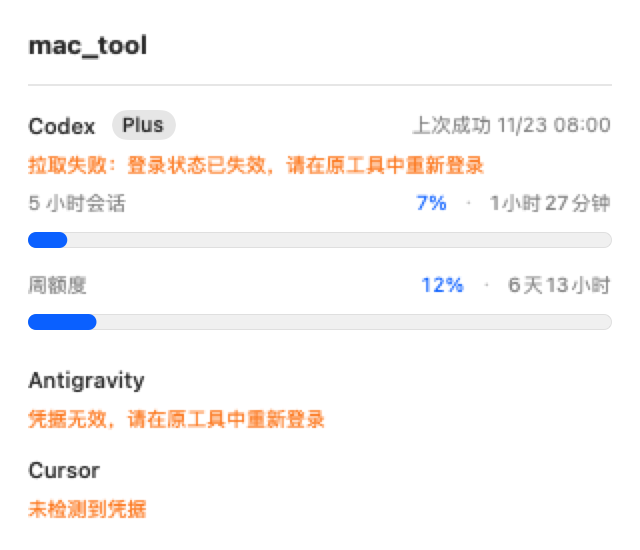 mac_tool
Codex Plus 上次成功 11/23 08:00
拉取失败：登录状态已失效，请在原工具中重新登录
5 小时会话 7% · 1小时27分钟
周额度 12% · 6天13小时
Antigravity
凭据无效，请在原工具中重新登录
Cursor
未检测到凭据